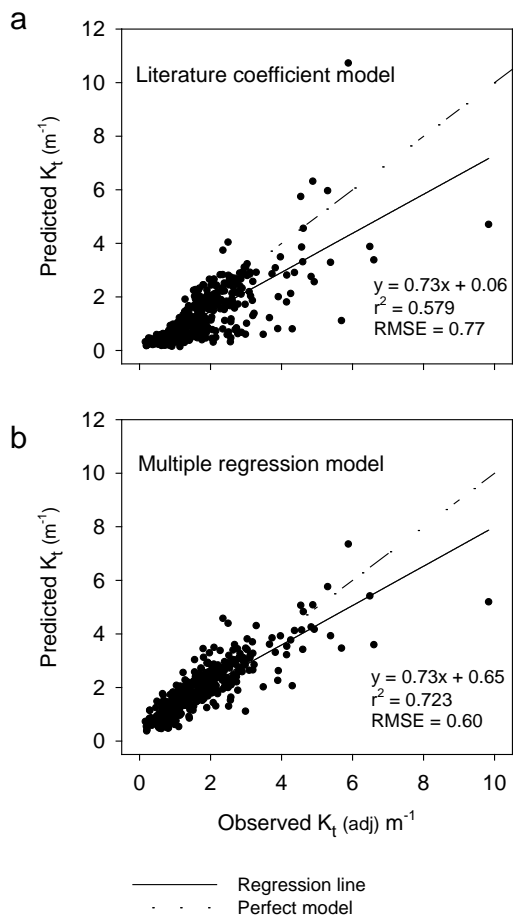 a
12
Literature coefficient model
10
8
6
4
2
0
Predicted K_t (m⁻¹)
y = 0.73x + 0.06
r² = 0.579
RMSE = 0.77
b
12
Multiple regression model
10
8
6
4
2
0
Predicted K_t (m⁻¹)
y = 0.73x + 0.65
r² = 0.723
RMSE = 0.60
0 2 4 6 8 10
Observed K_t (adj) m⁻¹
Regression line
Perfect model